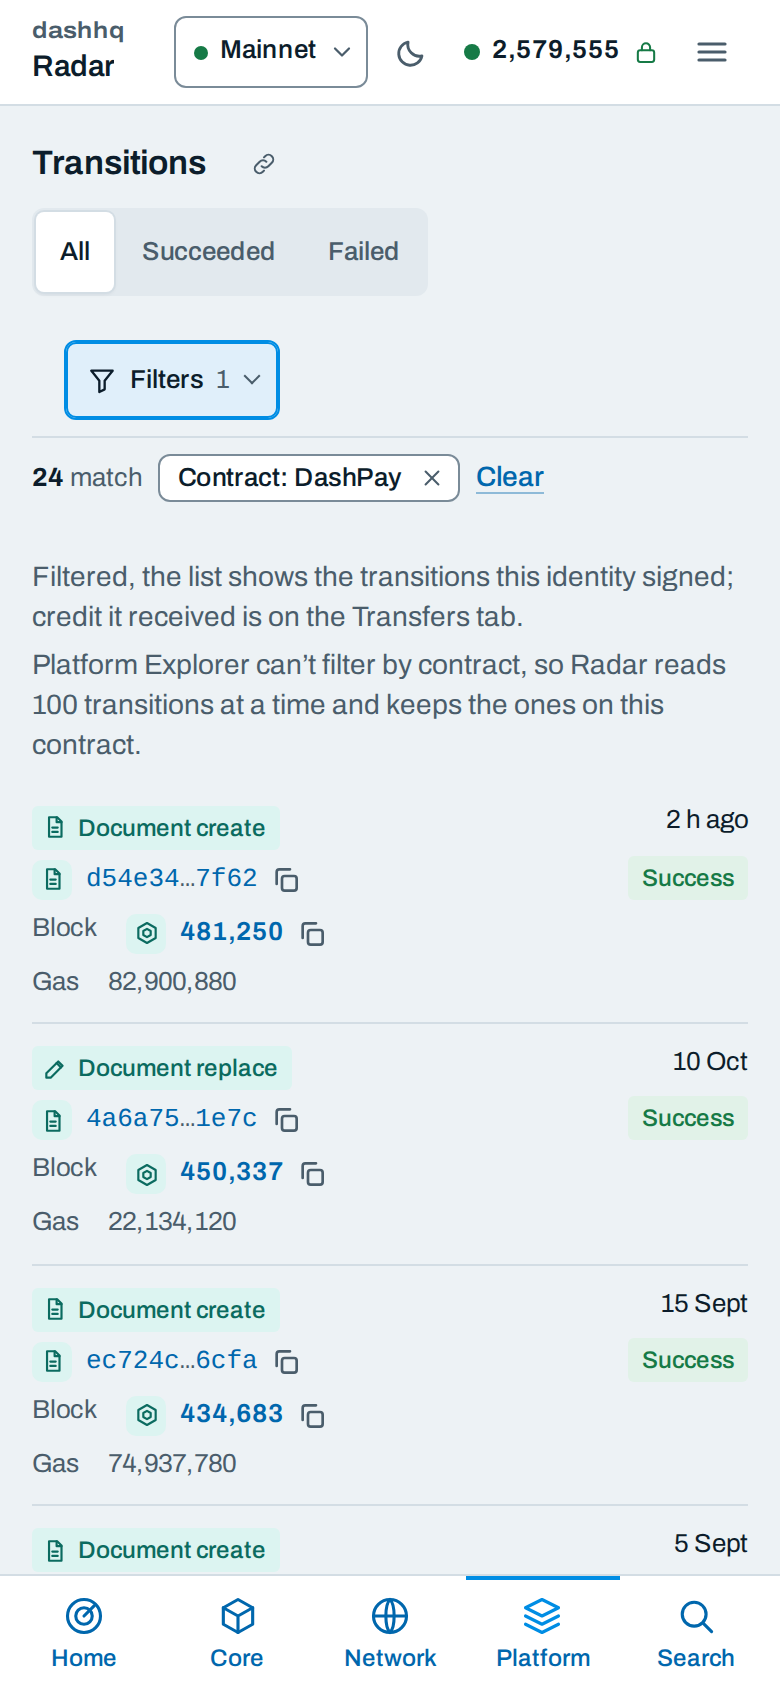 dashhq
Radar
Mainnet
2,579,555
Transitions
All
Succeeded
Failed
Filters 1
24 match
Contract: DashPay
Clear
Filtered, the list shows the transitions this identity signed;
credit it received is on the Transfers tab.
Platform Explorer can’t filter by contract, so Radar reads
100 transitions at a time and keeps the ones on this
contract.
Document create
2 h ago
d54e34…7f62
Success
Block 481,250
Gas 82,900,880
Document replace
10 Oct
4a6a75…1e7c
Success
Block 450,337
Gas 22,134,120
Document create
15 Sept
ec724c…6cfa
Success
Block 434,683
Gas 74,937,780
Document create
5 Sept
Home
Core
Network
Platform
Search